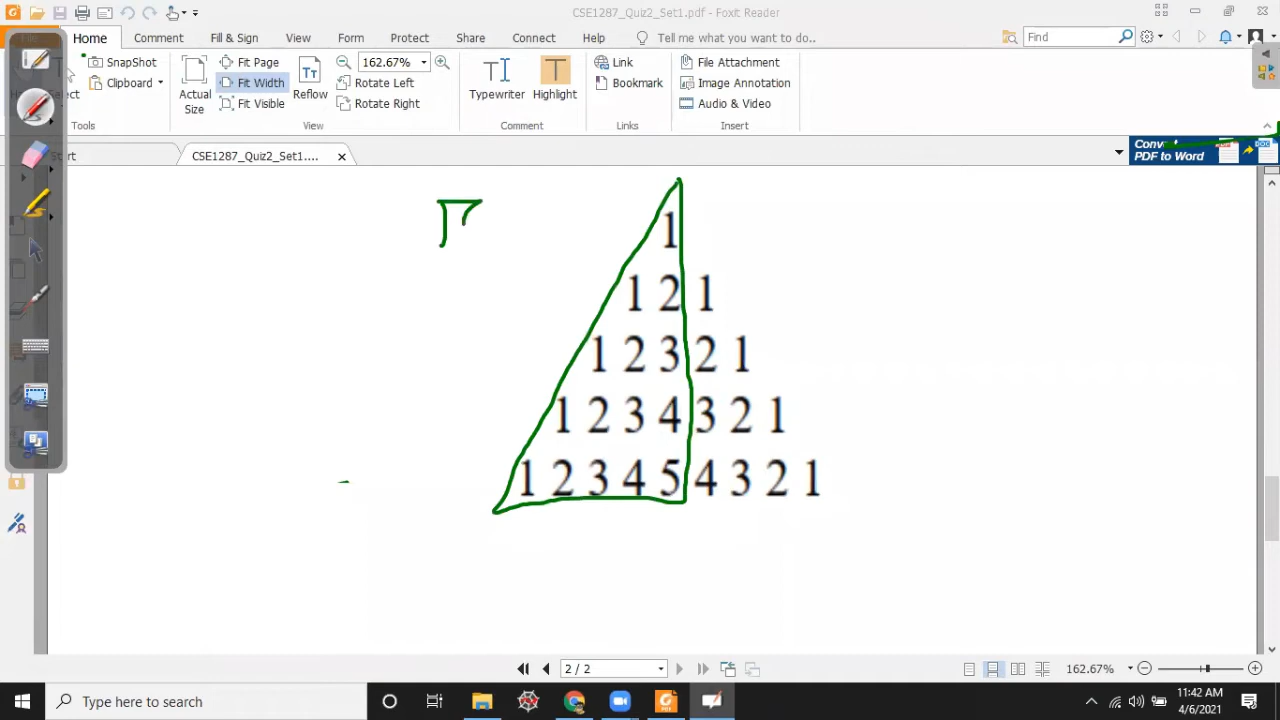 CSE1287_Quiz2_Set1.pdf - Foxit Reader
File Home Comment Fill & Sign View Form Protect Share Connect Help Tell me what you want to do.. Find
SnapShot
Clipboard
Select
Tools
Actual Size
Fit Page
Fit Width
Fit Visible
Reflow
162.67%
Rotate Left
Rotate Right
View
Typewriter
Highlight
Comment
Link
Bookmark
Links
File Attachment
Image Annotation
Audio & Video
Insert
Start
CSE1287_Quiz2_Set1....
PDF to Word
1
1 2 1
1 2 3 2 1
1 2 3 4 3 2 1
1 2 3 4 5 4 3 2 1
2 / 2
162.67%
Type here to search
11:42 AM
4/6/2021